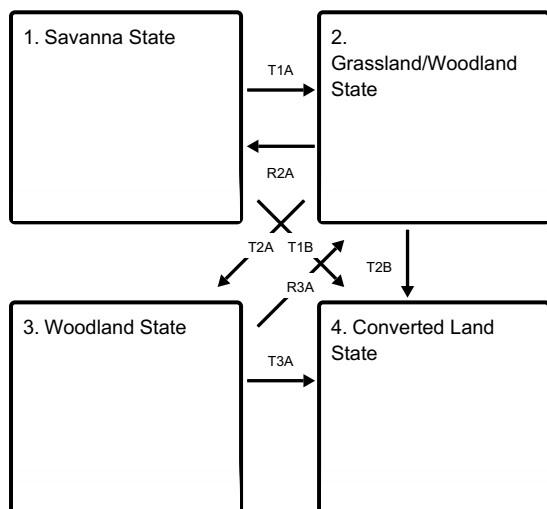 1. Savanna State
2.
Grassland/Woodland
State
T1A
R2A
T2A
T1B
R3A
T2B
3. Woodland State
4. Converted Land
State
T3A